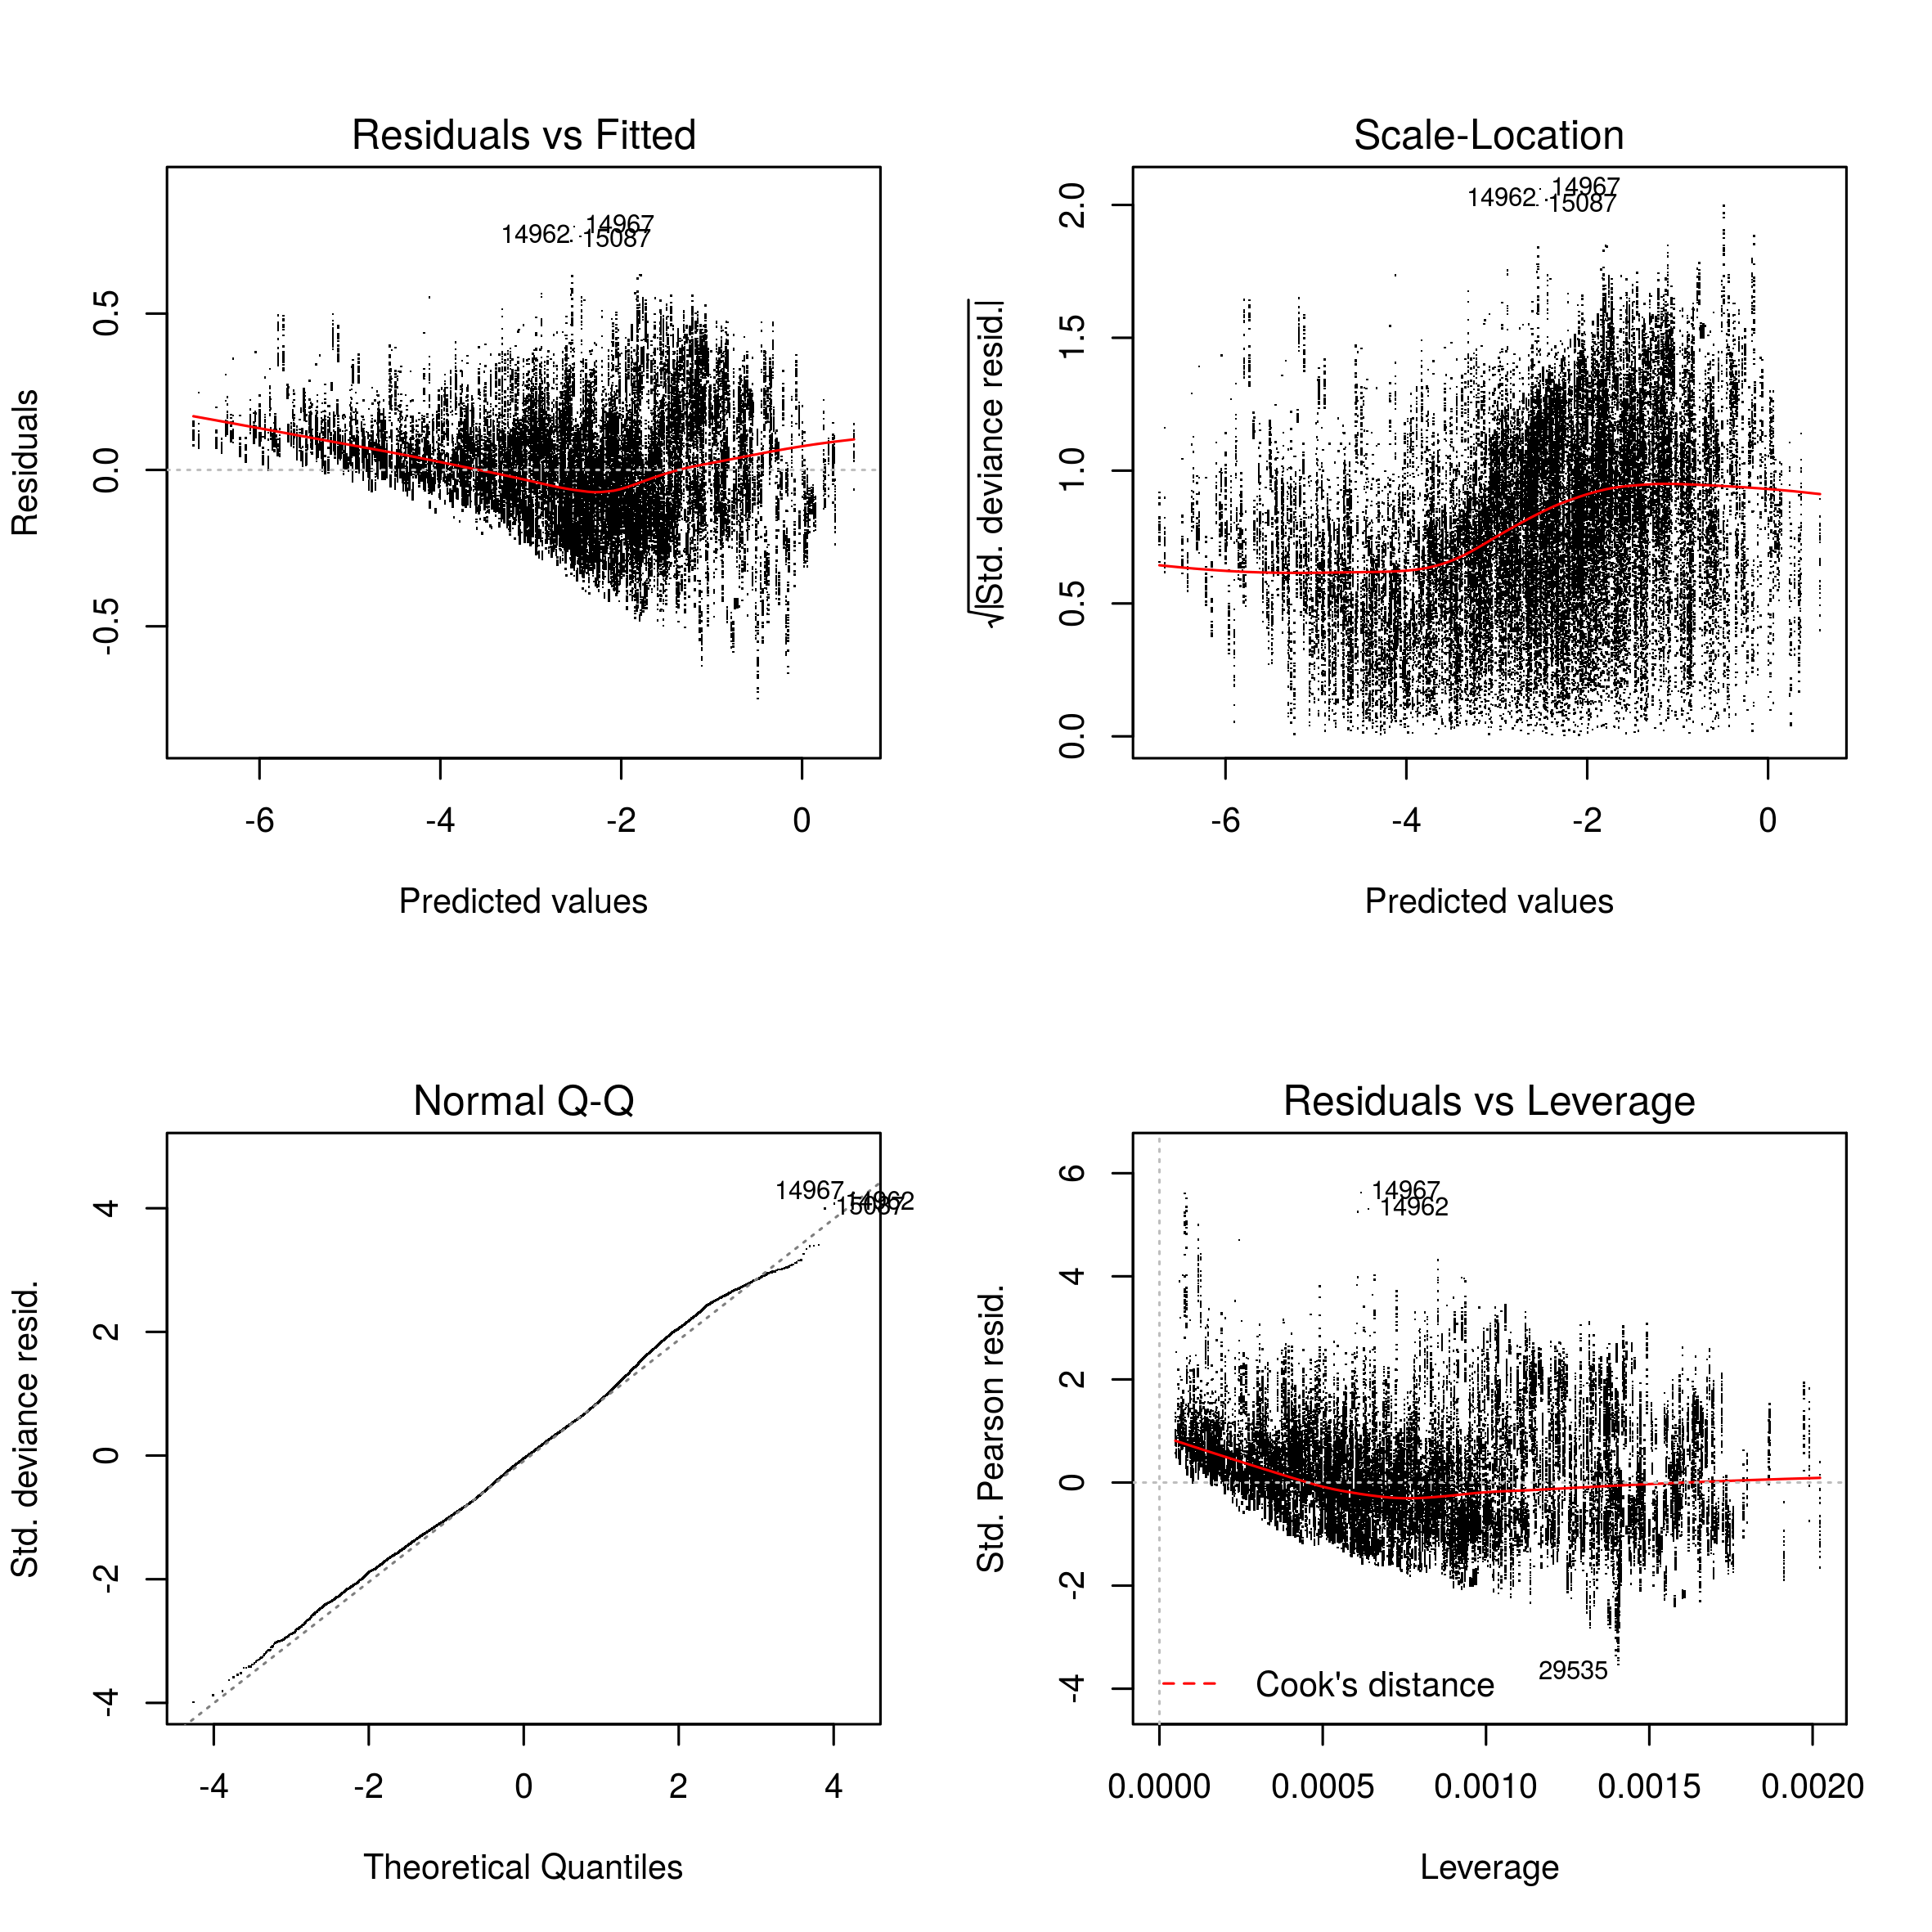 Residuals vs Fitted
Residuals
0.5
0.0
-0.5
14962
14967
15087
-6 -4 -2 0
Predicted values
Scale-Location
√|Std. deviance resid.|
2.0
1.5
1.0
0.5
0.0
14962
14967
15087
-6 -4 -2 0
Predicted values
Normal Q-Q
Std. deviance resid.
4
2
0
-2
-4
14967
14962
15087
-4 -2 0 2 4
Theoretical Quantiles
Residuals vs Leverage
Std. Pearson resid.
6
4
2
0
-2
-4
14967
14962
29535
Cook's distance
0.0000 0.0005 0.0010 0.0015 0.0020
Leverage